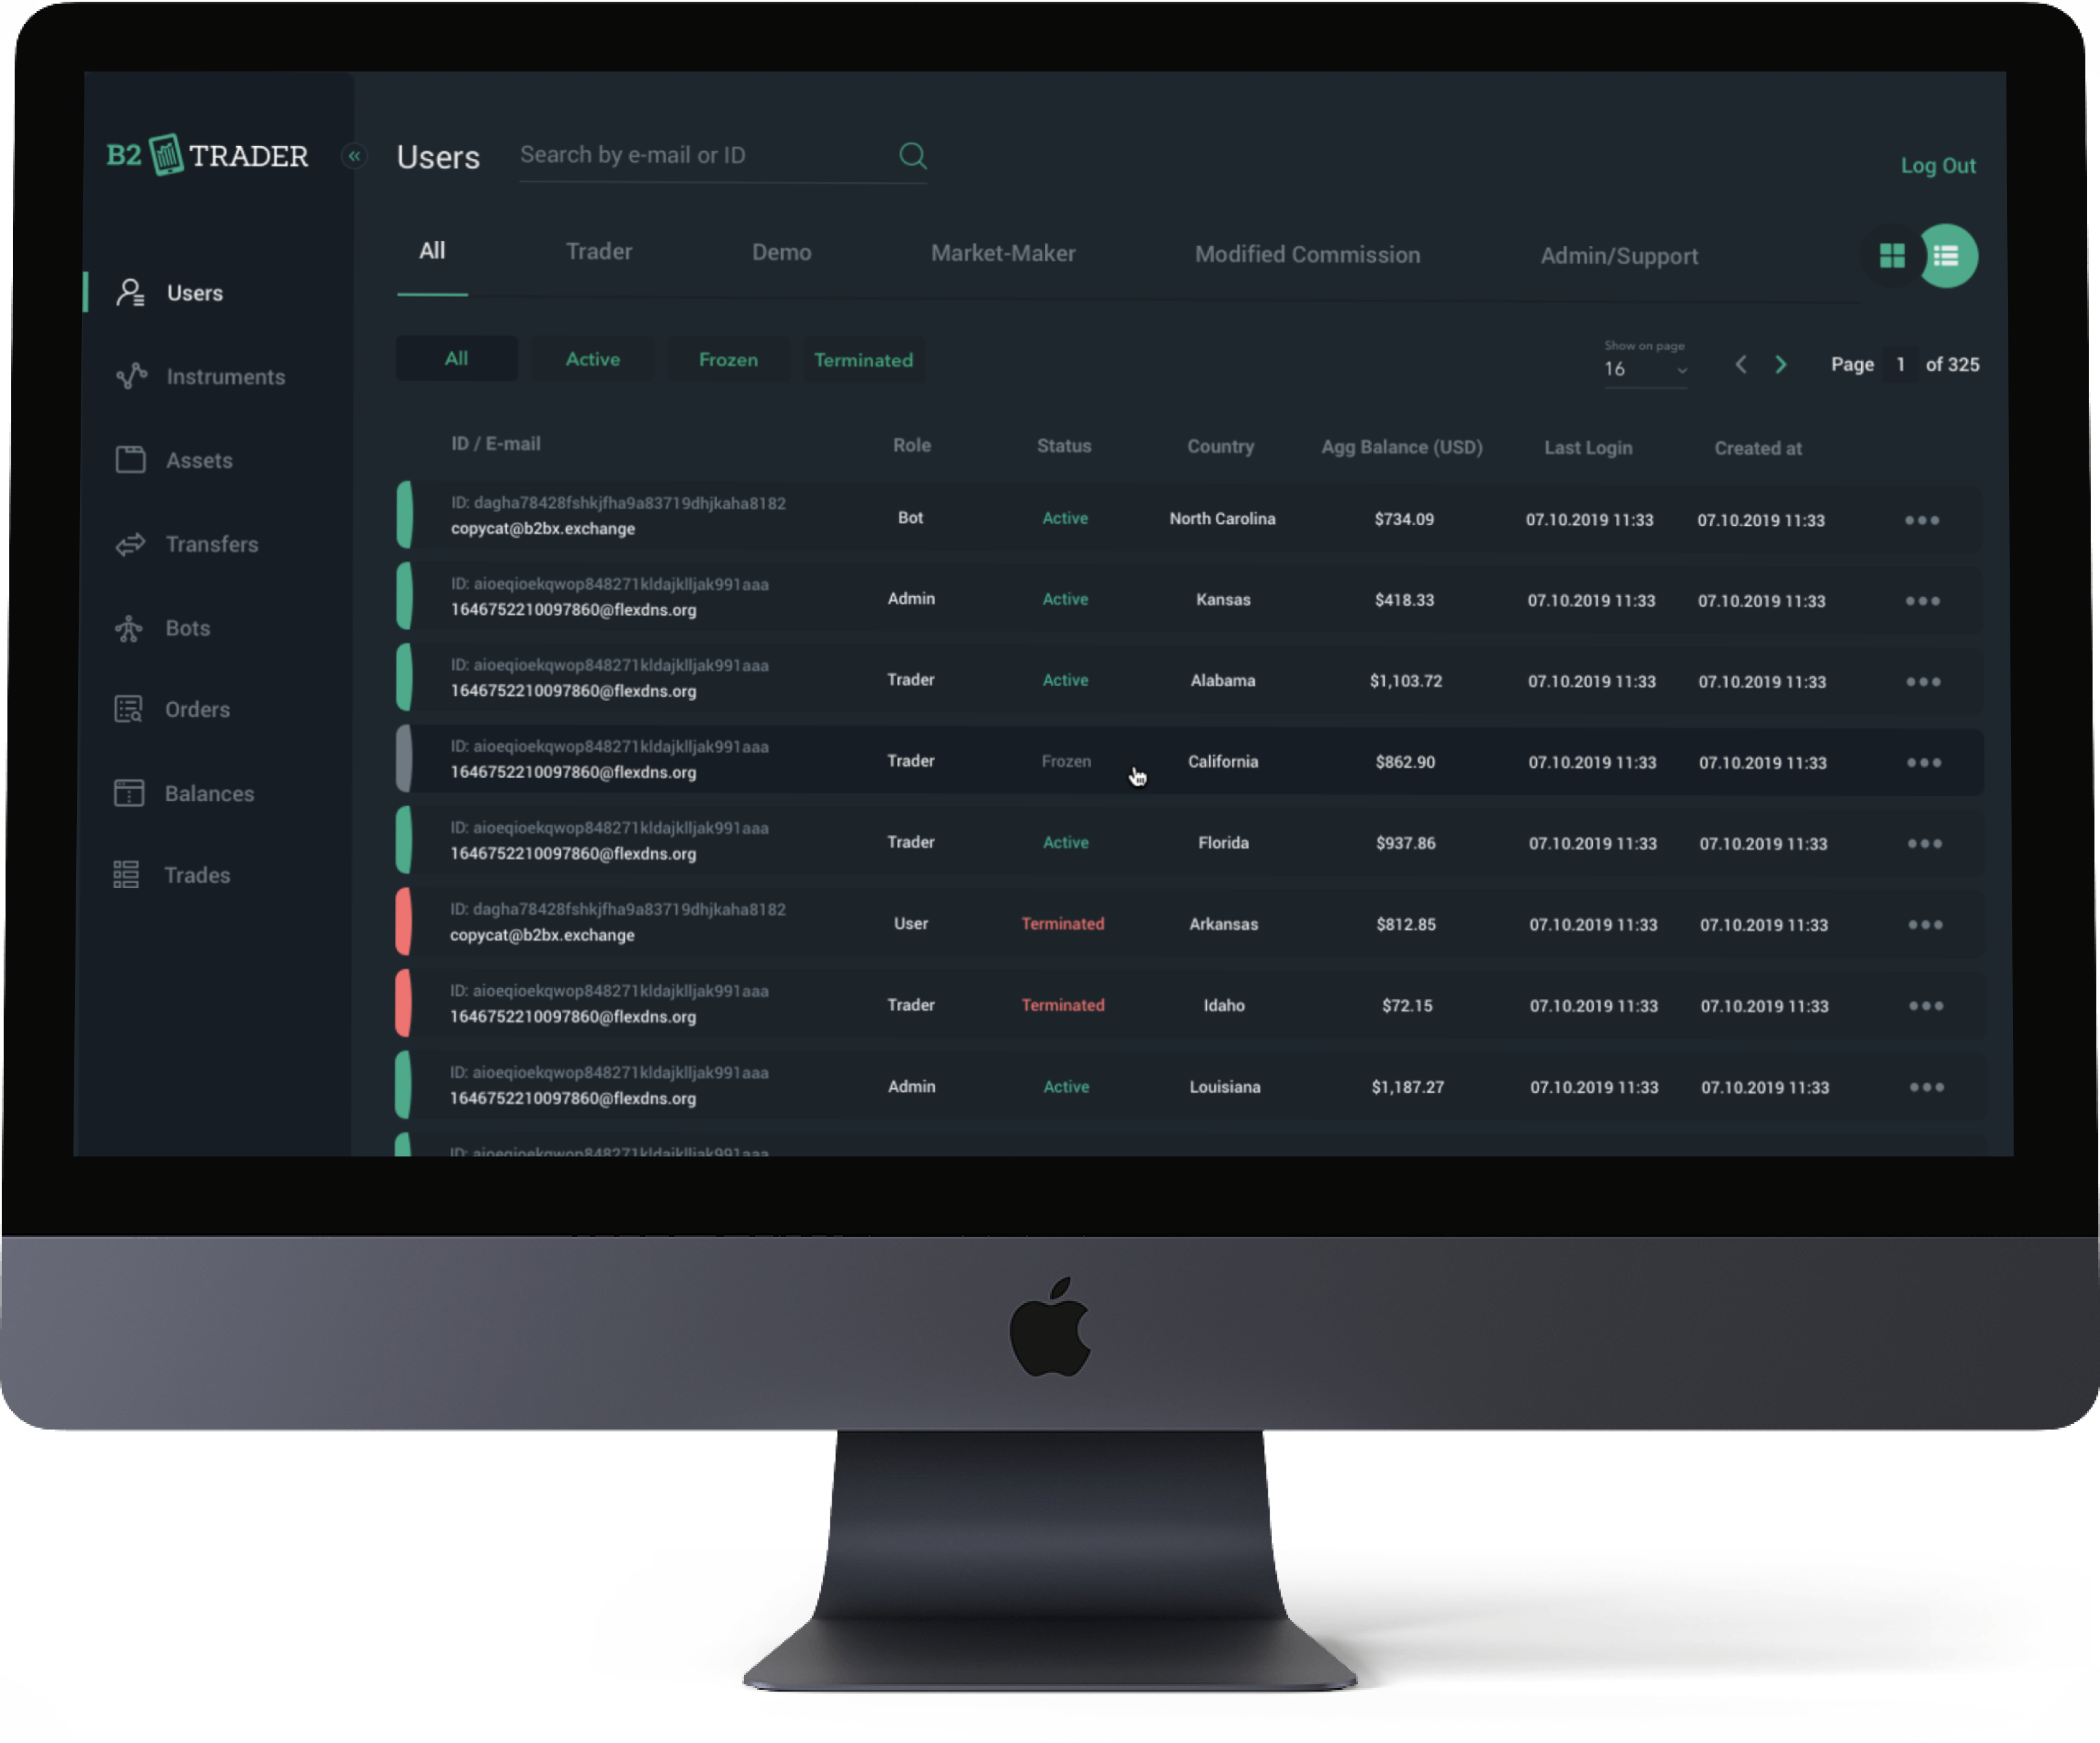 B2 TRADER
Users
Search by e-mail or ID
Log Out
All Trader Demo Market-Maker Modified Commission Admin/Support
Users
Instruments
Assets
Transfers
Bots
Orders
Balances
Trades
All Active Frozen Terminated
Show on page
16
Page 1 of 325
ID / E-mail Role Status Country Agg Balance (USD) Last Login Created at
ID: dagha78428fshkjfha9a83719dhjkaha8182
copycat@b2bx.exchange Bot Active North Carolina $734.09 07.10.2019 11:33 07.10.2019 11:33
ID: aioeqioekqwop848271kldajklljak991aaa
1646752210097860@flexdns.org Admin Active Kansas $418.33 07.10.2019 11:33 07.10.2019 11:33
ID: aioeqioekqwop848271kldajklljak991aaa
1646752210097860@flexdns.org Trader Active Alabama $1,103.72 07.10.2019 11:33 07.10.2019 11:33
ID: aioeqioekqwop848271kldajklljak991aaa
1646752210097860@flexdns.org Trader Frozen California $862.90 07.10.2019 11:33 07.10.2019 11:33
ID: aioeqioekqwop848271kldajklljak991aaa
1646752210097860@flexdns.org Trader Active Florida $937.86 07.10.2019 11:33 07.10.2019 11:33
ID: dagha78428fshkjfha9a83719dhjkaha8182
copycat@b2bx.exchange User Terminated Arkansas $812.85 07.10.2019 11:33 07.10.2019 11:33
ID: aioeqioekqwop848271kldajklljak991aaa
1646752210097860@flexdns.org Trader Terminated Idaho $72.15 07.10.2019 11:33 07.10.2019 11:33
ID: aioeqioekqwop848271kldajklljak991aaa
1646752210097860@flexdns.org Admin Active Louisiana $1,187.27 07.10.2019 11:33 07.10.2019 11:33
ID: aioeqioekqwop848271kldajklljak991aaa